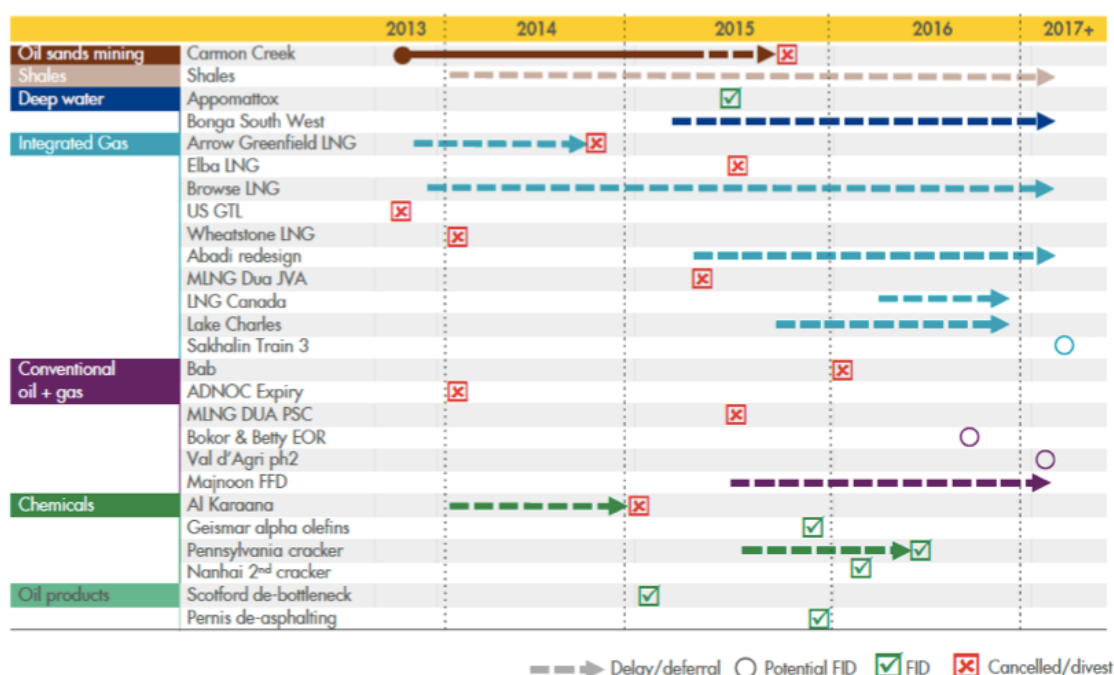 2013 2014 2015 2016 2017+
Oil sands mining Carmon Creek
Shales Shales
Deep water Appomattox
Bonga South West
Integrated Gas Arrow Greenfield LNG
Elba LNG
Browse LNG
US GTL
Wheatstone LNG
Abadi redesign
MLNG Dua JVA
LNG Canada
Lake Charles
Sakhalin Train 3
Conventional Bab
oil + gas ADNOC Expiry
MLNG DUA PSC
Bokor & Betty EOR
Val d'Agri ph2
Majnoon FFD
Chemicals Al Karaana
Geismar alpha olefins
Pennsylvania cracker
Nanhai 2nd cracker
Oil products Scotford de-bottleneck
Pernis de-asphalting
Delay/deferral Potential FID FID Cancelled/divest